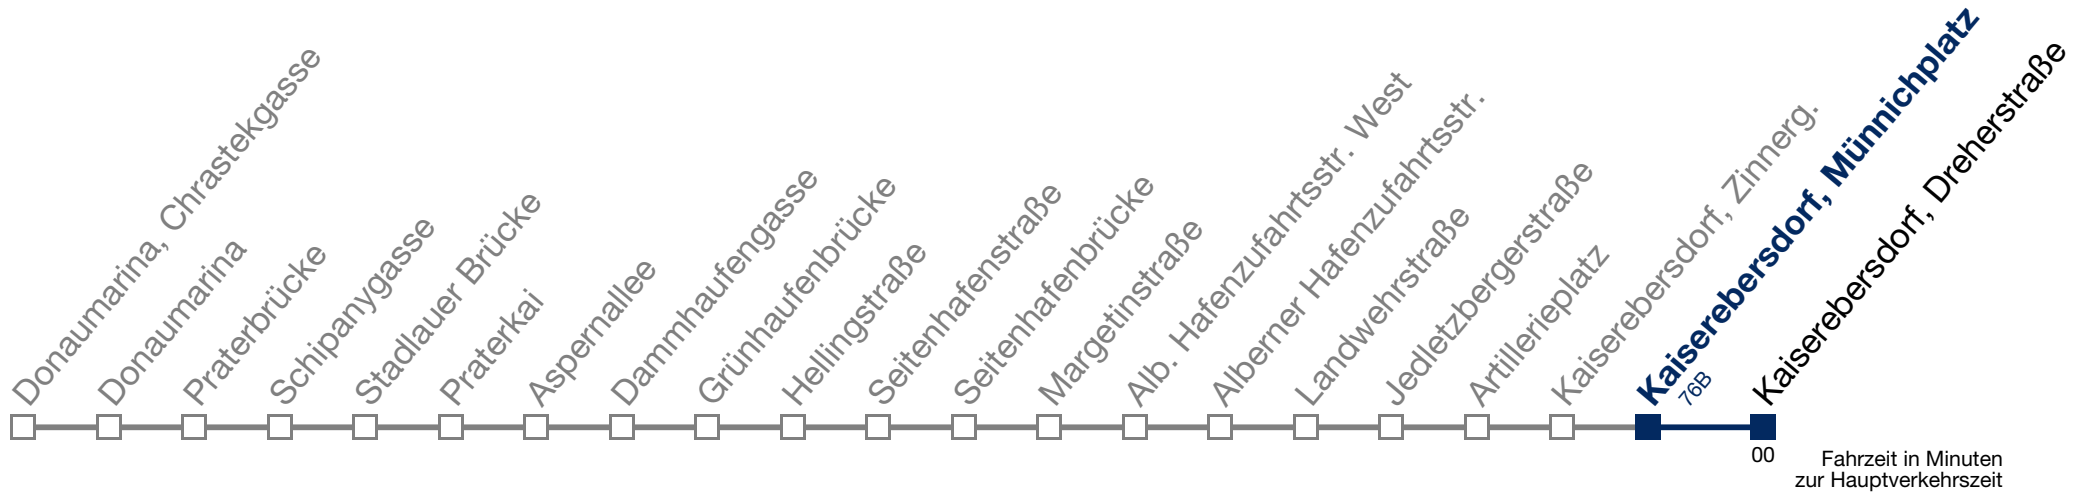 Donaumarina, Chrastekgasse
Donaumarina
Praterbrücke
Schipanygasse
Stadlauer Brücke
Praterkai
Aspernallee
Dammhaufengasse
Grünhaufenbrücke
Hellingstraße
Seitenhafenstraße
Seitenhafenbrücke
Margetinstraße
Alb. Hafenzufahrtsstr. West
Alberner Hafenzufahrtsstr.
Landwehrstraße
Jedletzbergerstraße
Artillerieplatz
Kaiserebersdorf, Zinnerg.
Kaiserebersdorf, Münnichplatz
76B
Kaiserebersdorf, Dreherstraße
00
Fahrzeit in Minuten
zur Hauptverkehrszeit